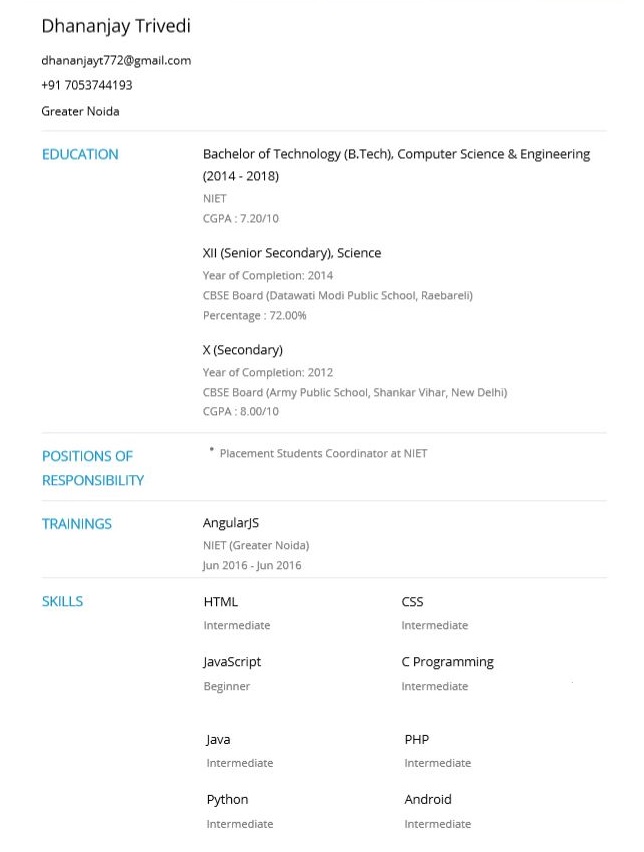 Dhananjay Trivedi
dhananjayt772@gmail.com
+91 7053744193
Greater Noida
EDUCATION
Bachelor of Technology (B.Tech), Computer Science & Engineering
(2014 - 2018)
NIET
CGPA : 7.20/10
XII (Senior Secondary), Science
Year of Completion: 2014
CBSE Board (Datawati Modi Public School, Raebareli)
Percentage : 72.00%
X (Secondary)
Year of Completion: 2012
CBSE Board (Army Public School, Shankar Vihar, New Delhi)
CGPA : 8.00/10
POSITIONS OF
RESPONSIBILITY
* Placement Students Coordinator at NIET
TRAININGS
AngularJS
NIET (Greater Noida)
Jun 2016 - Jun 2016
SKILLS
HTML CSS
Intermediate Intermediate
JavaScript C Programming
Beginner Intermediate
Java PHP
Intermediate Intermediate
Python Android
Intermediate Intermediate